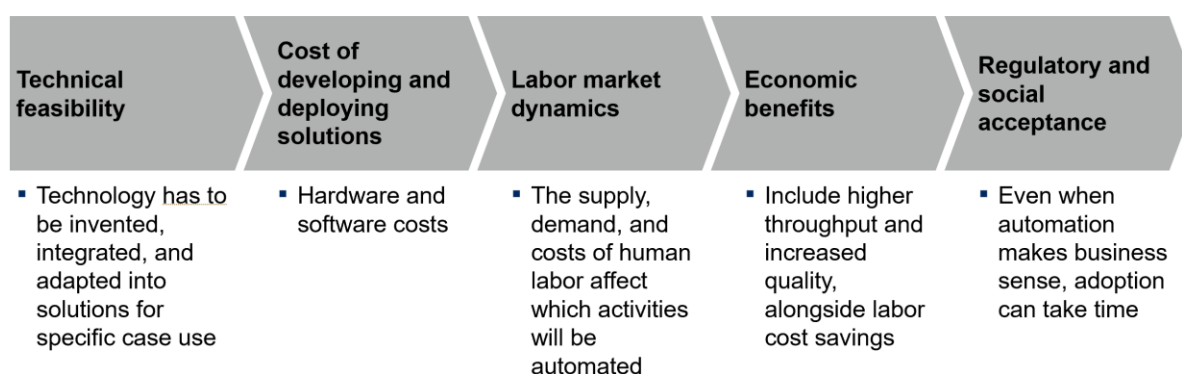 Technical
feasibility
Cost of
developing and
deploying
solutions
Labor market
dynamics
Economic
benefits
Regulatory and
social
acceptance
▪ Technology has to
be invented,
integrated, and
adapted into
solutions for
specific case use
▪ Hardware and
software costs
▪ The supply,
demand, and
costs of human
labor affect
which activities
will be
automated
▪ Include higher
throughput and
increased
quality,
alongside labor
cost savings
▪ Even when
automation
makes business
sense, adoption
can take time